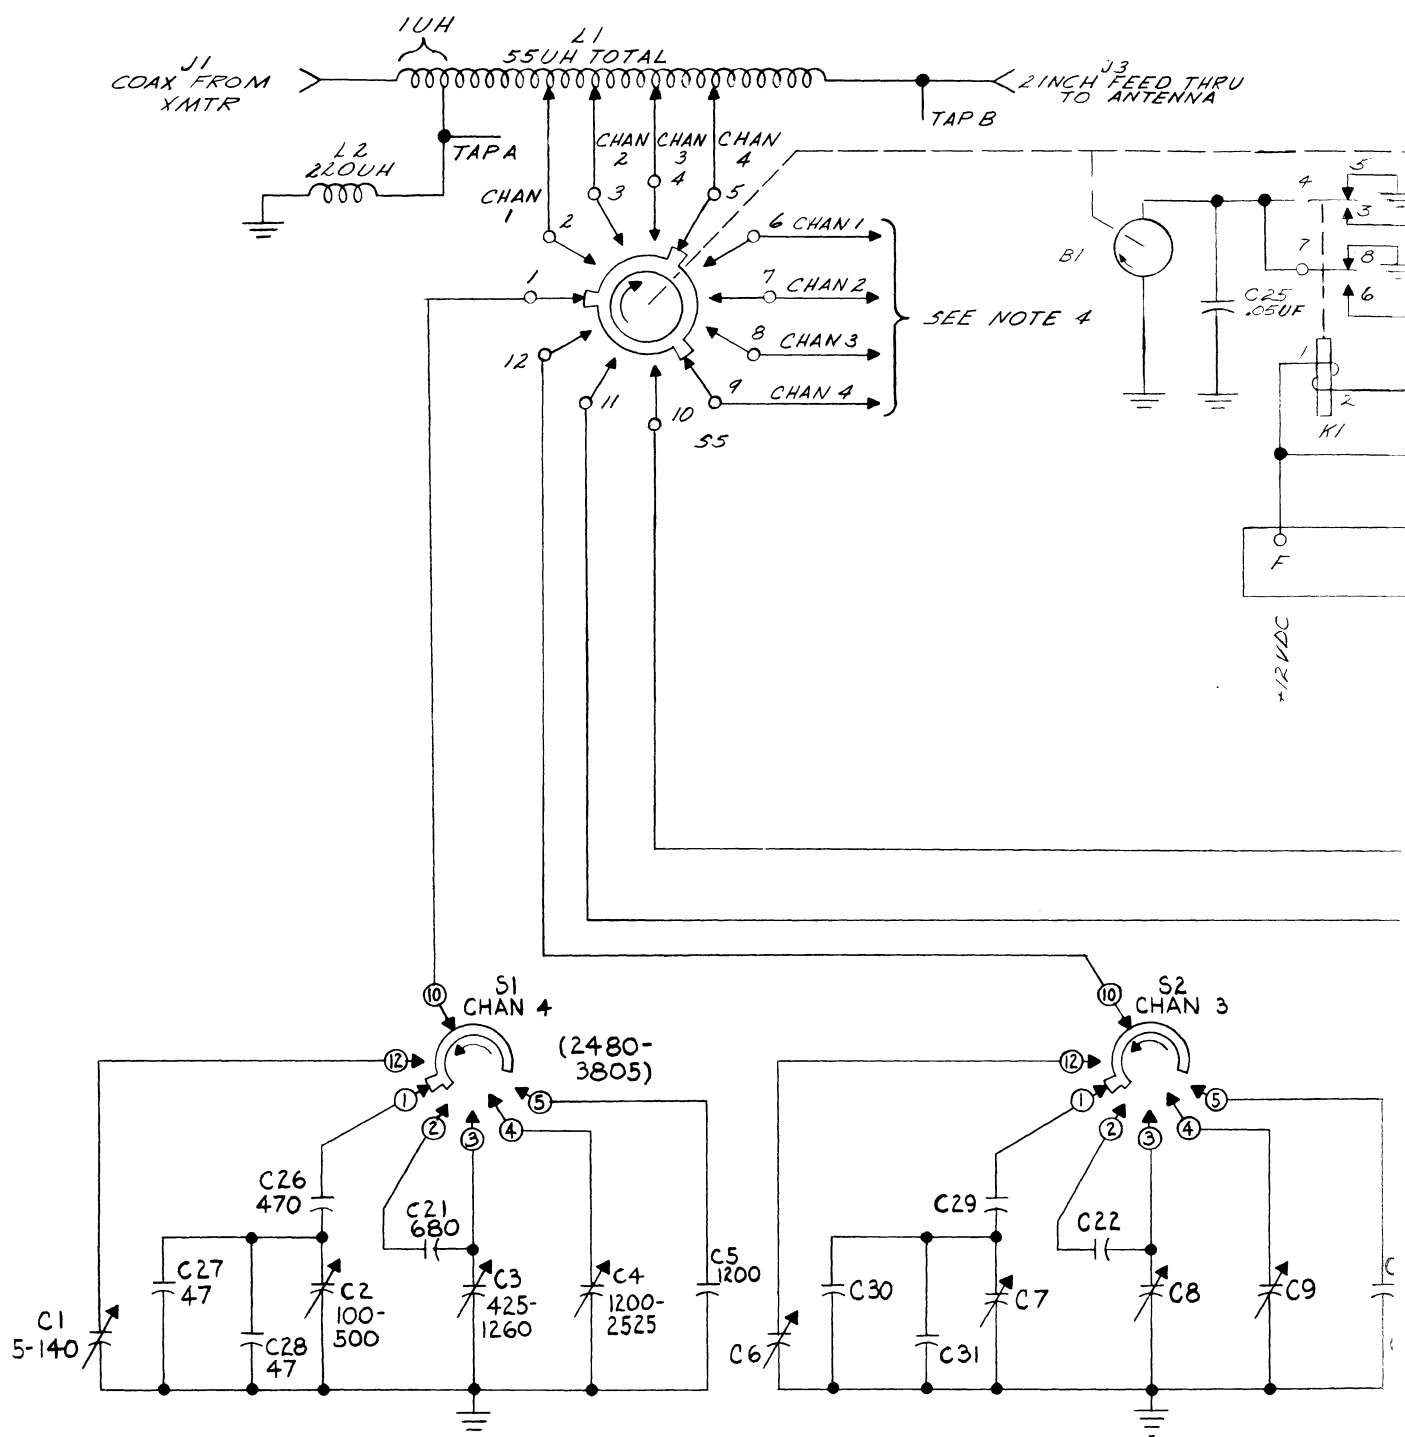 1UH
L1
55UH TOTAL
J1
COAX FROM
XMTR
J3
2 INCH FEED THRU
TO ANTENNA
TAP A
TAP B
L2
220UH
CHAN
1
CHAN
2
CHAN
3
CHAN
4
1
2
3
4
5
6 CHAN 1
7 CHAN 2
8 CHAN 3
9 CHAN 4
10
11
12
S5
SEE NOTE 4
B1
C25
.05UF
4
5
3
7
8
6
1
2
K1
F
+12VDC
S1
CHAN 4
(2480-
3805)
10
12
1
2
3
4
5
C26
470
C21
680
C27
47
C28
47
C1
5-140
C2
100-
500
C3
425-
1260
C4
1200-
2525
C5
1200
S2
CHAN 3
10
12
1
2
3
4
5
C29
C22
C30
C31
C6
C7
C8
C9
C